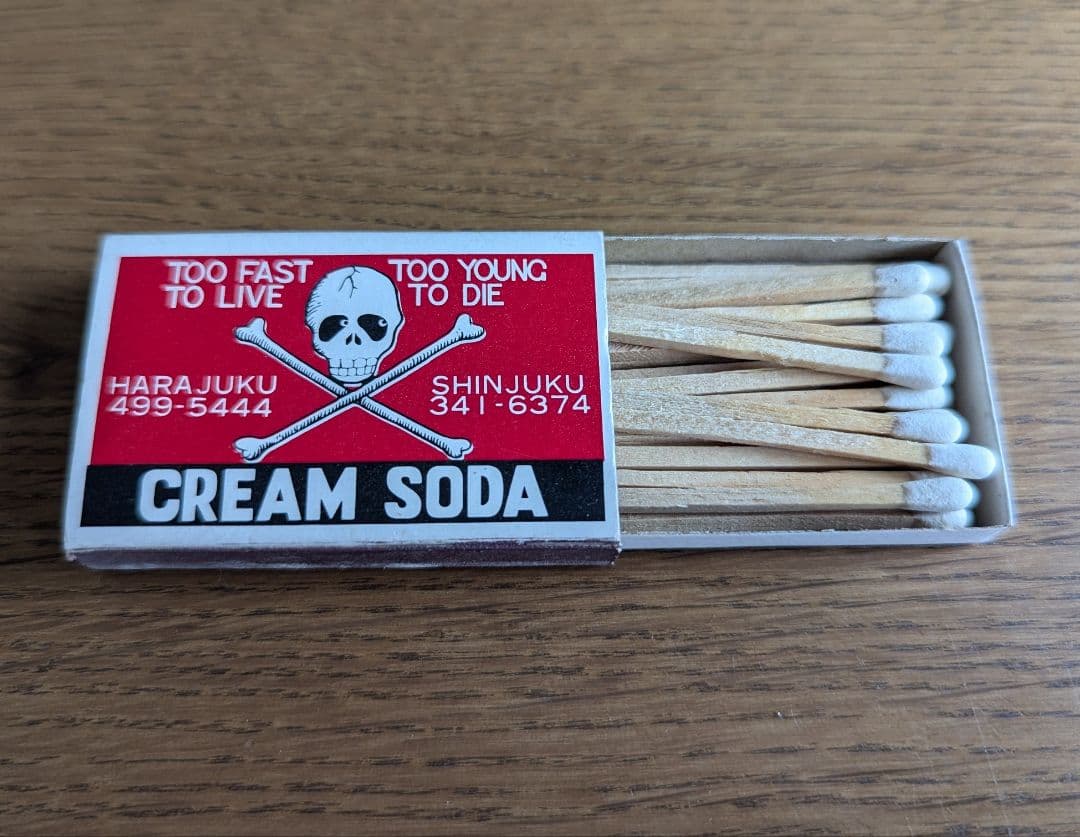 TOO FAST TOO YOUNG
TO LIVE TO DIE
HARAJUKU SHINJUKU
499-5444 341-6374
CREAM SODA